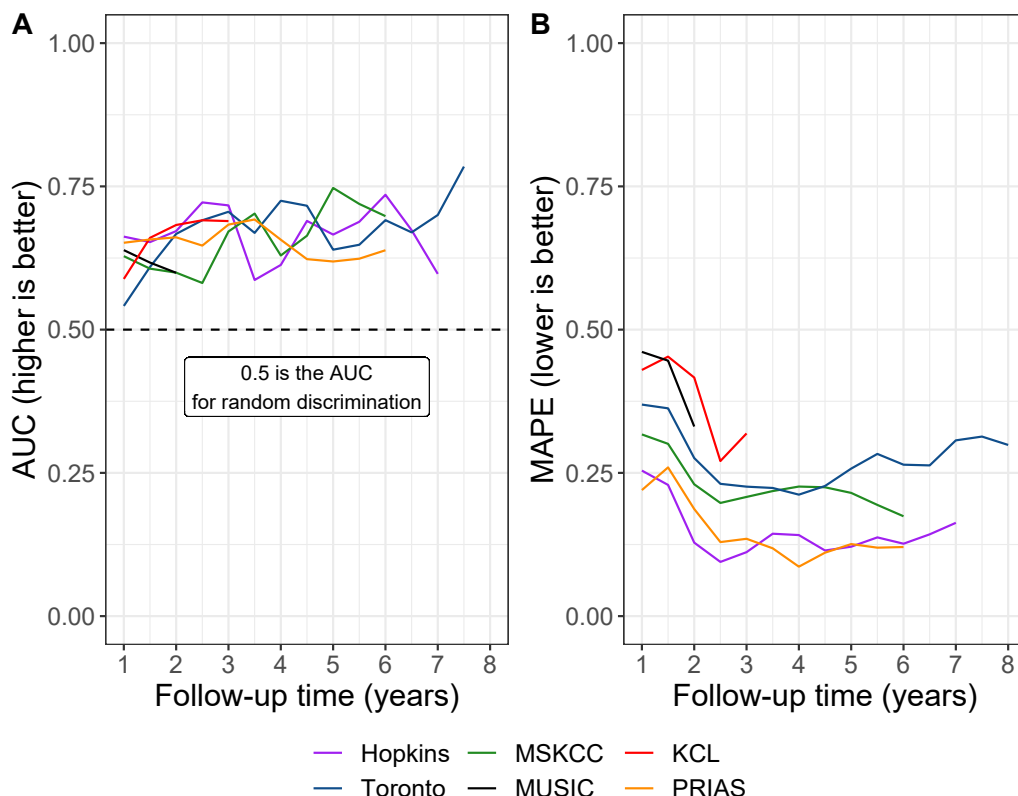 A
AUC (higher is better)
1.00
0.75
0.50
0.25
0.00
0.5 is the AUC
for random discrimination
1 2 3 4 5 6 7 8
Follow-up time (years)
B
MAPE (lower is better)
1.00
0.75
0.50
0.25
0.00
1 2 3 4 5 6 7 8
Follow-up time (years)
Hopkins MSKCC KCL
Toronto MUSIC PRIAS